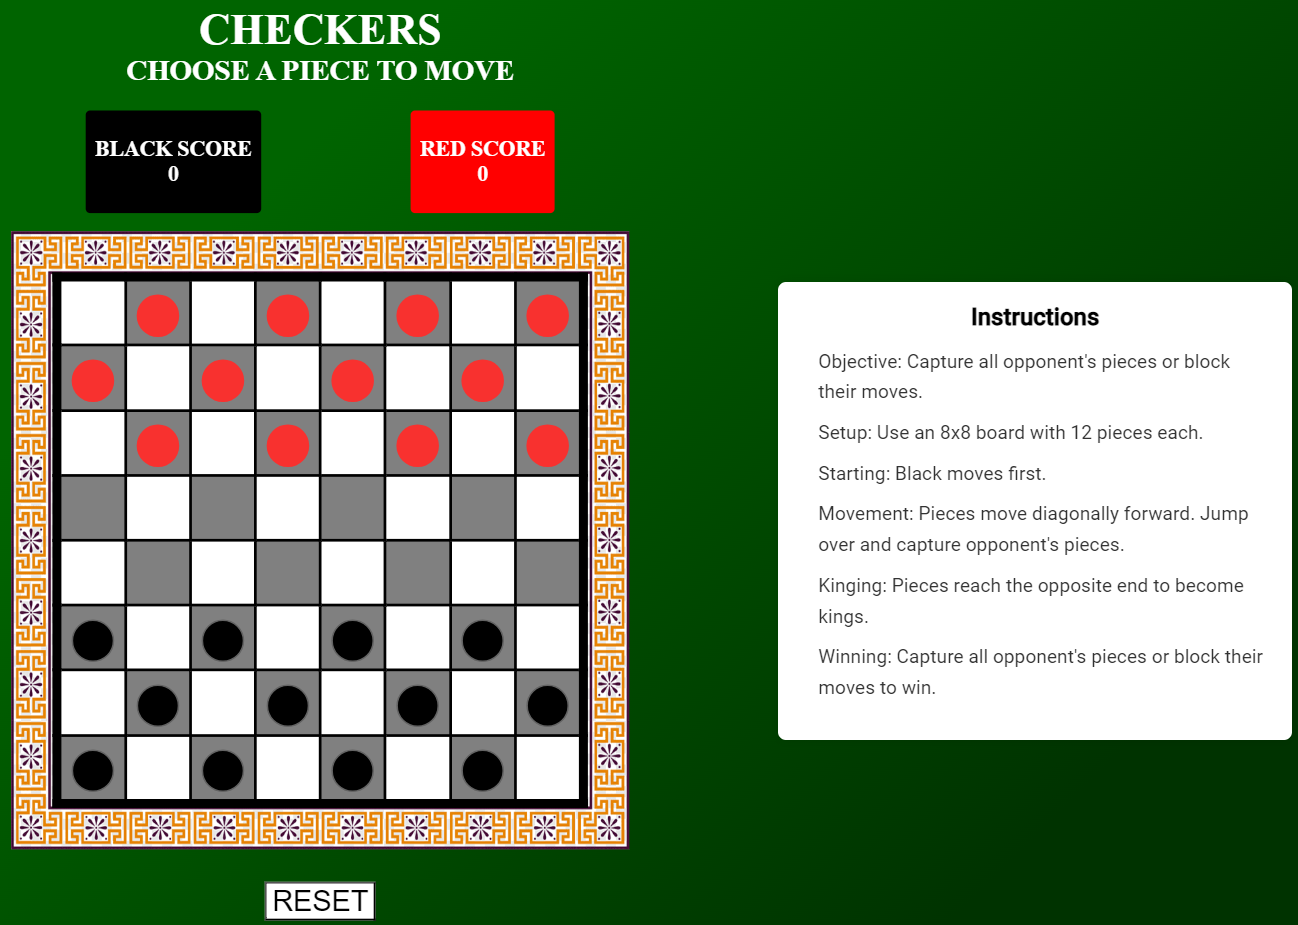 CHECKERS
CHOOSE A PIECE TO MOVE
BLACK SCORE
0
RED SCORE
0
Instructions
Objective: Capture all opponent's pieces or block
their moves.
Setup: Use an 8x8 board with 12 pieces each.
Starting: Black moves first.
Movement: Pieces move diagonally forward. Jump
over and capture opponent's pieces.
Kinging: Pieces reach the opposite end to become
kings.
Winning: Capture all opponent's pieces or block their
moves to win.
RESET